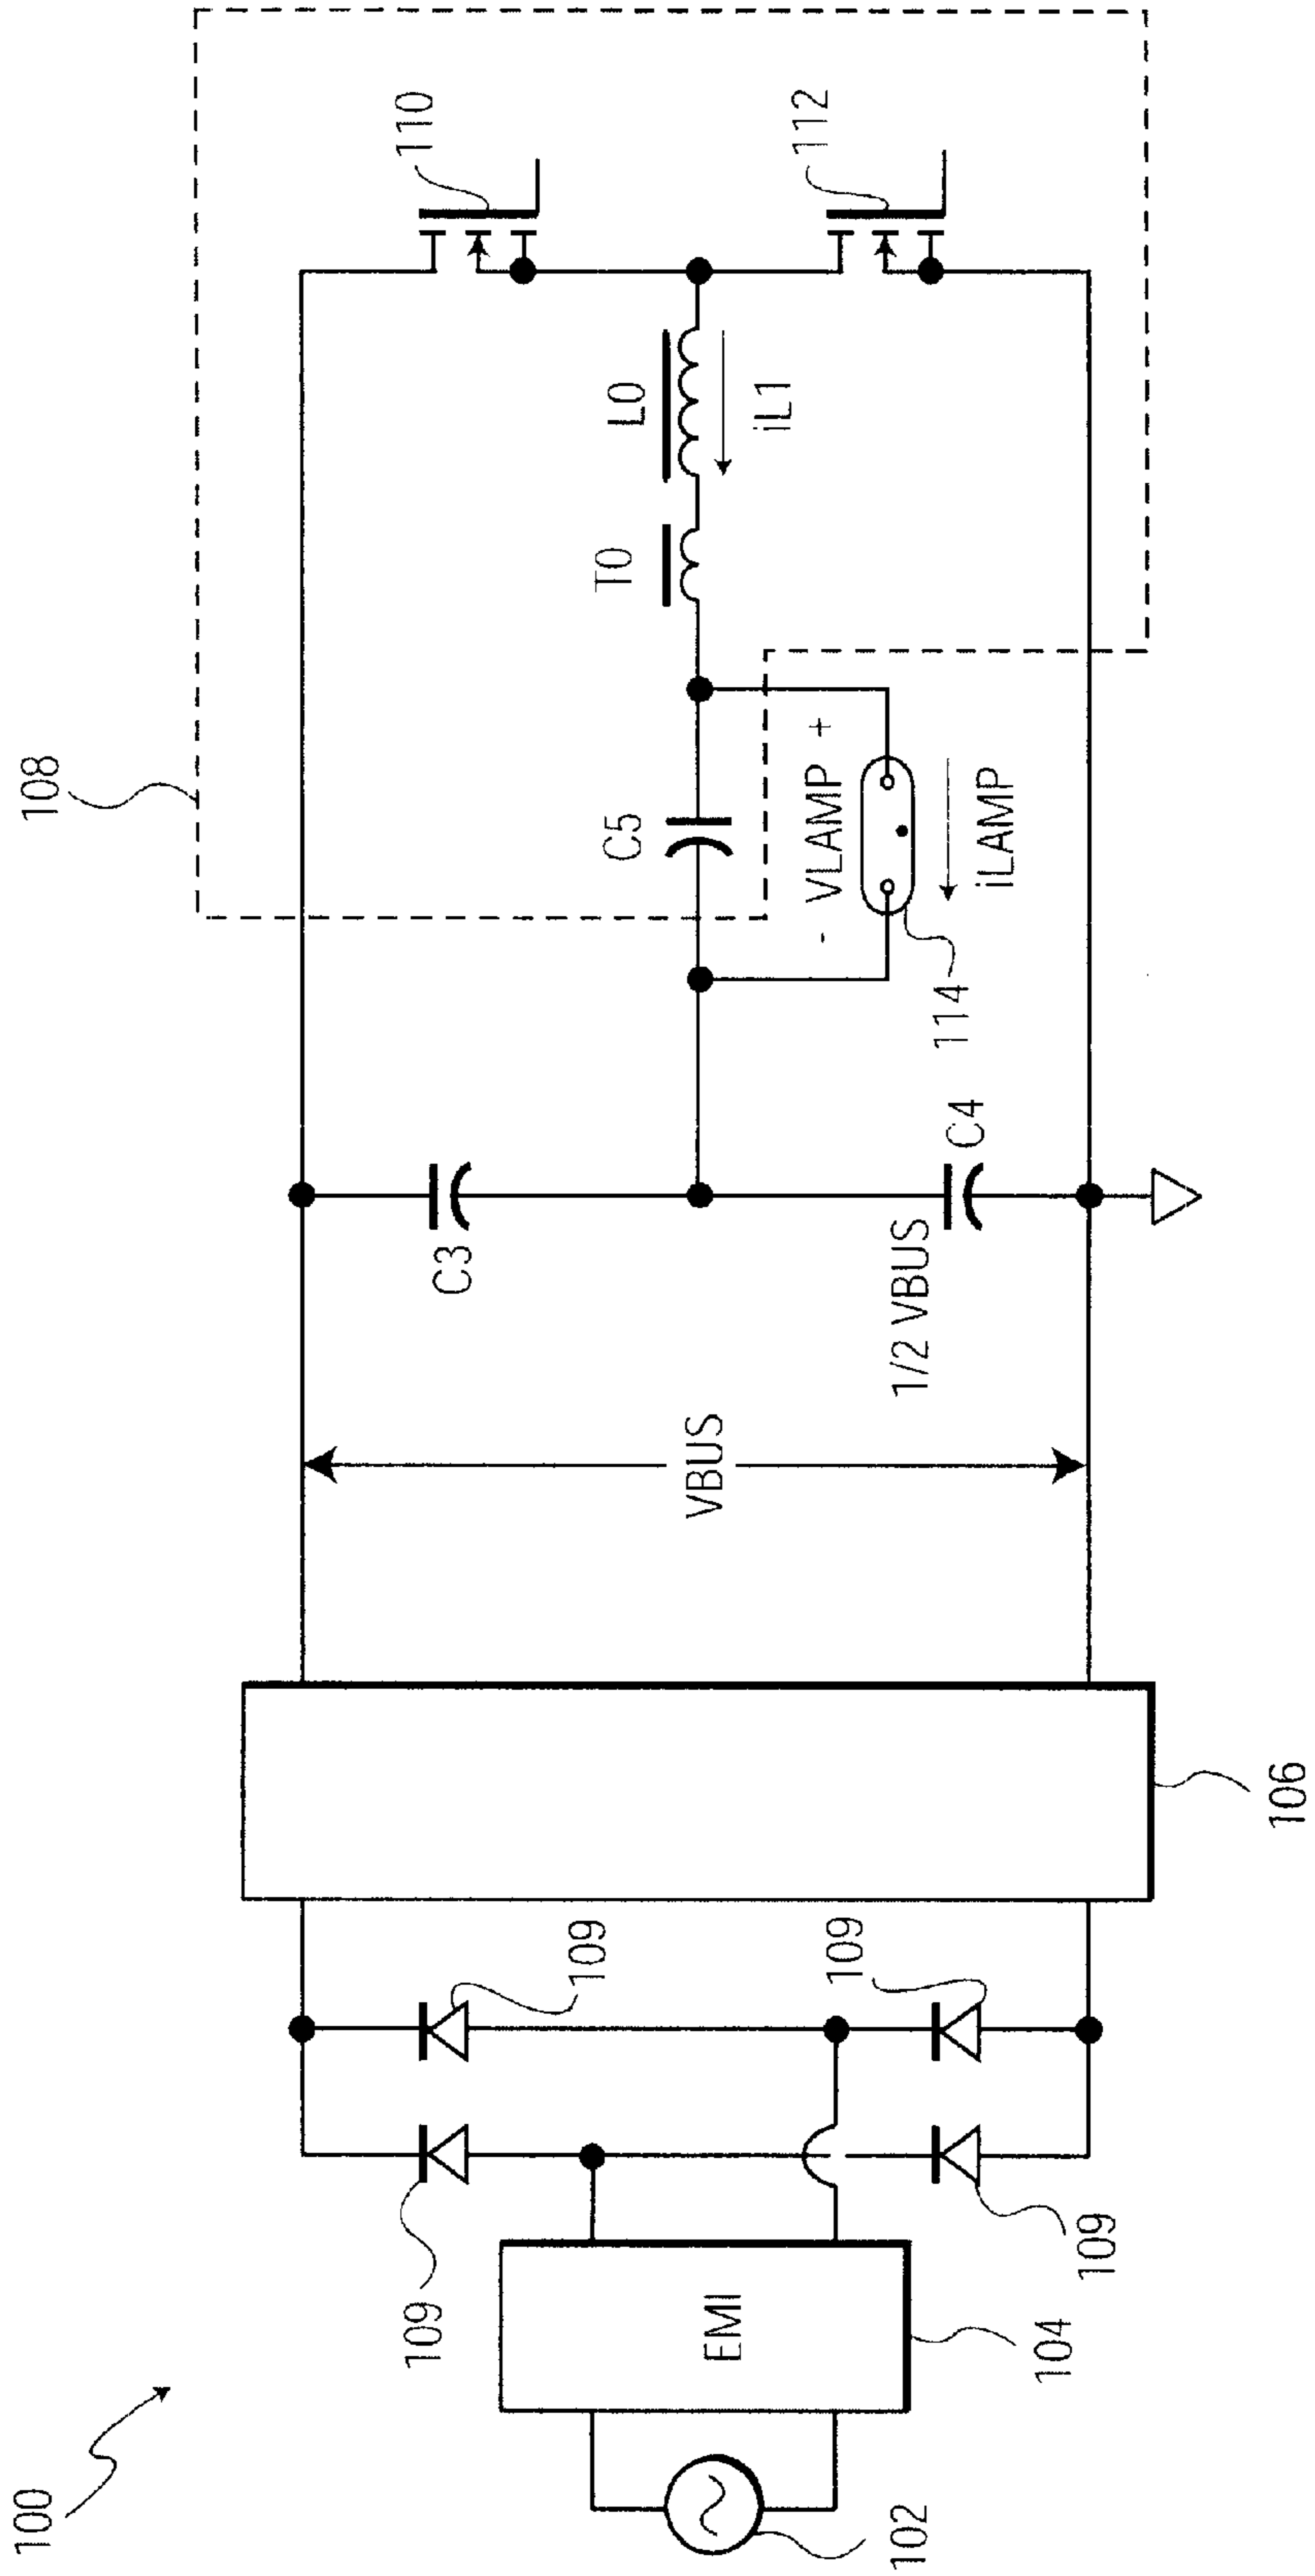 100
102
EMI
104
109
109
109
109
106
VBUS
1/2 VBUS
C3
C4
108
C5
- VLAMP +
iLAMP
114
T0
L0
iL1
110
112